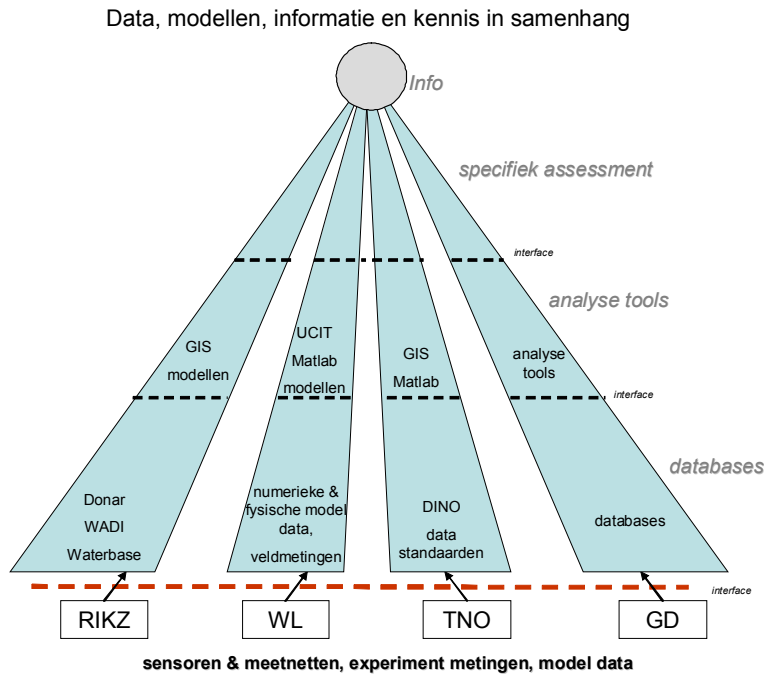 Data, modellen, informatie en kennis in samenhang
Info
specifiek assessment
interface
analyse tools
GIS
modellen
UCIT
Matlab
modellen
GIS
Matlab
analyse
tools
interface
databases
Donar
WADI
Waterbase
numerieke &
fysische model
data,
veldmetingen
DINO
data
standaarden
databases
interface
RIKZ
WL
TNO
GD
sensoren & meetnetten, experiment metingen, model data